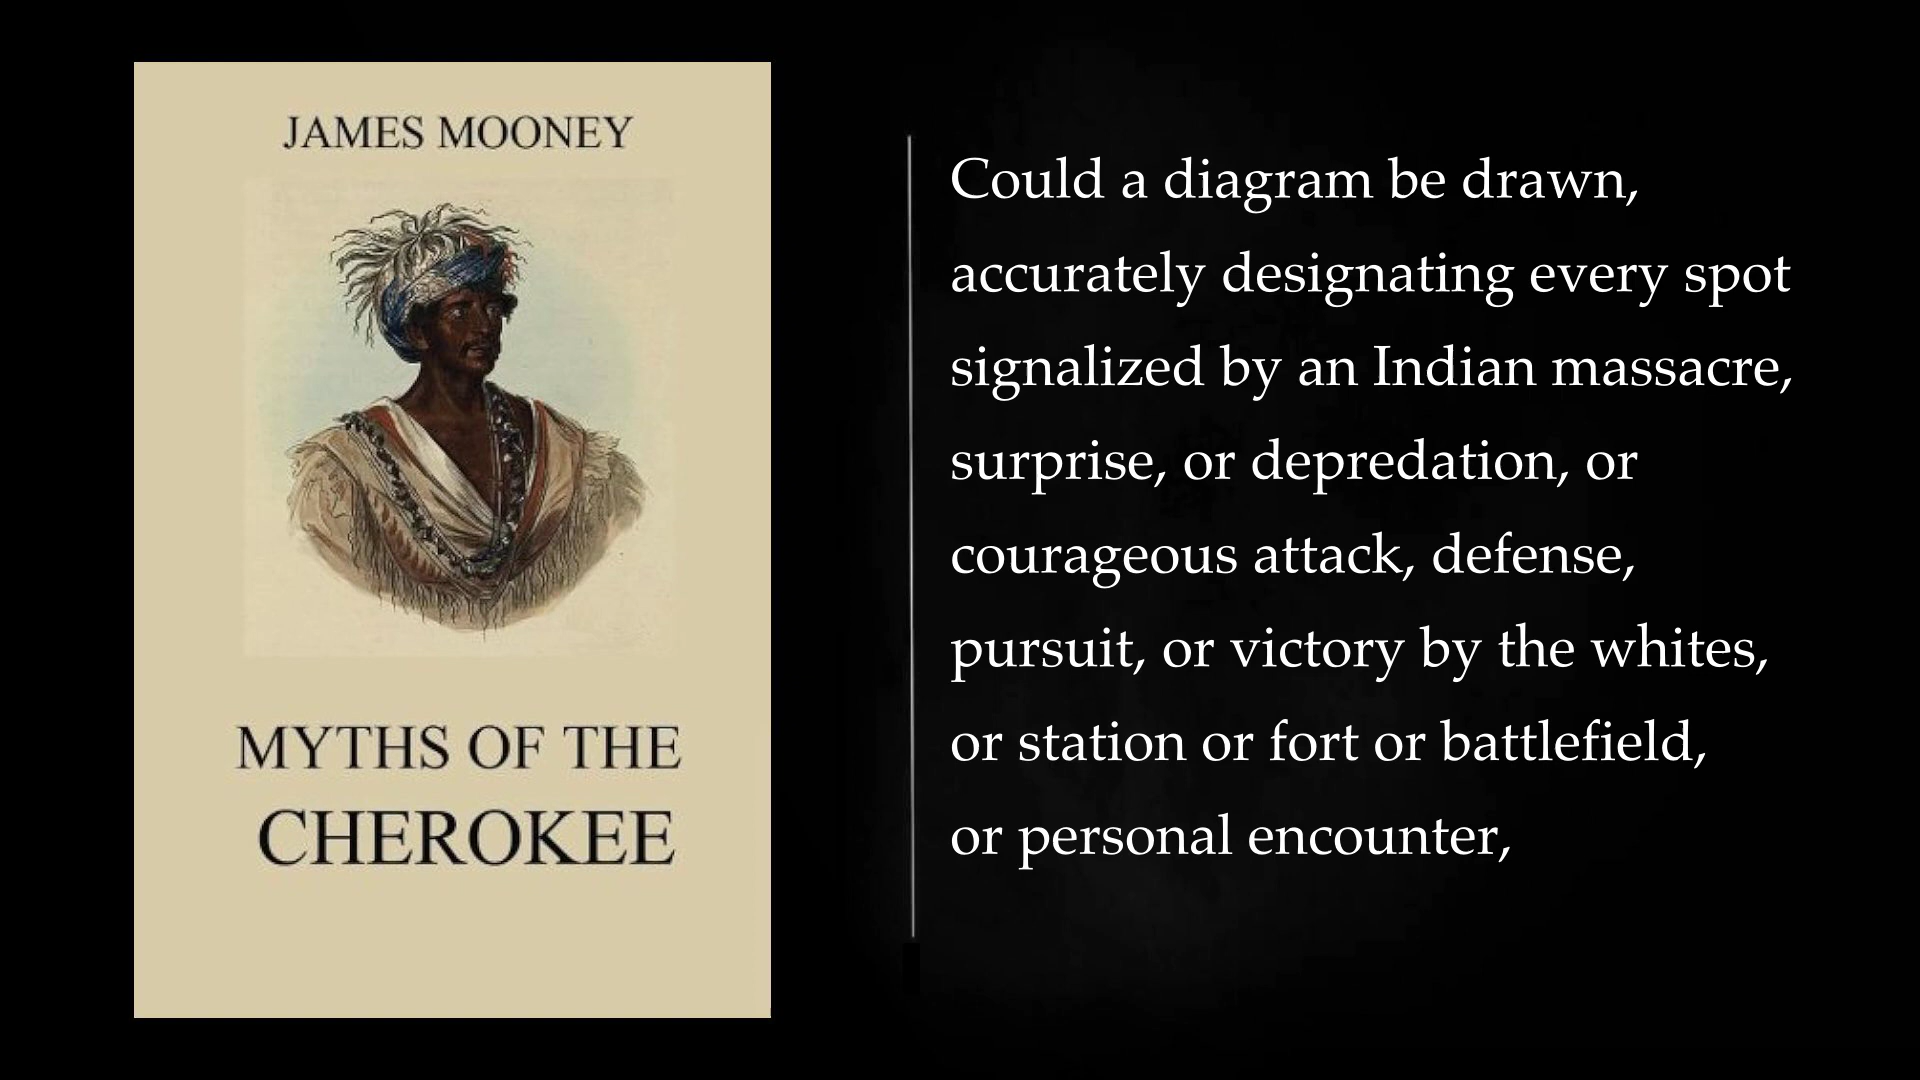 JAMES MOONEY
MYTHS OF THE
CHEROKEE
Could a diagram be drawn,
accurately designating every spot
signalized by an Indian massacre,
surprise, or depredation, or
courageous attack, defense,
pursuit, or victory by the whites,
or station or fort or battlefield,
or personal encounter,